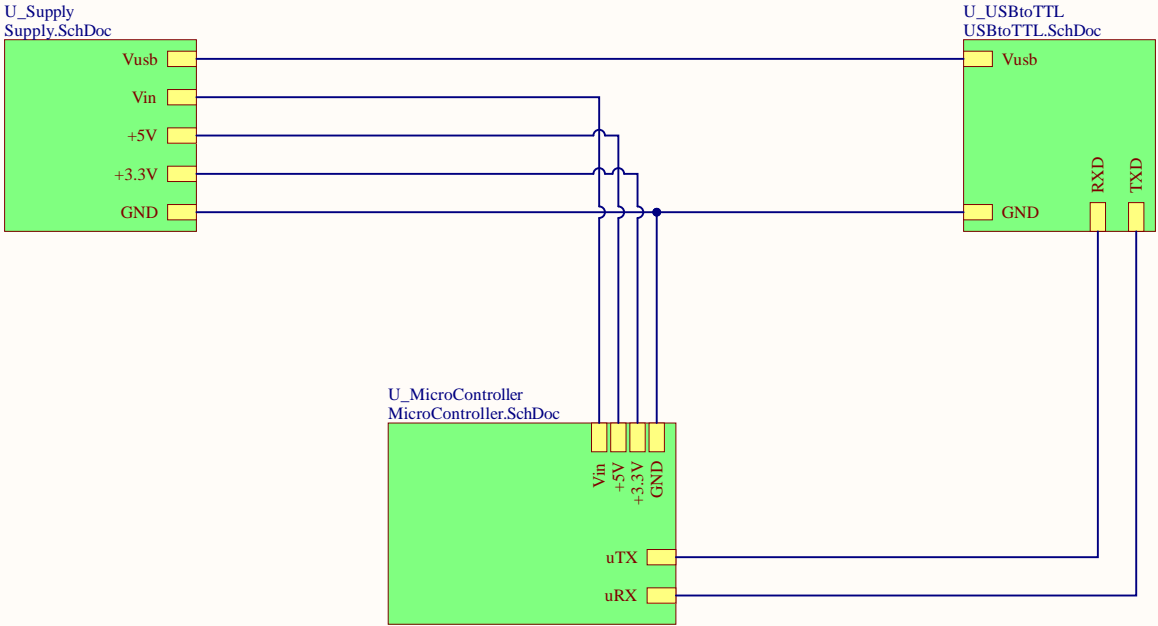 U_Supply
Supply.SchDoc
Vusb
Vin
+5V
+3.3V
GND
U_USBtoTTL
USBtoTTL.SchDoc
Vusb
GND
RXD
TXD
U_MicroController
MicroController.SchDoc
Vin
+5V
+3.3V
GND
uTX
uRX